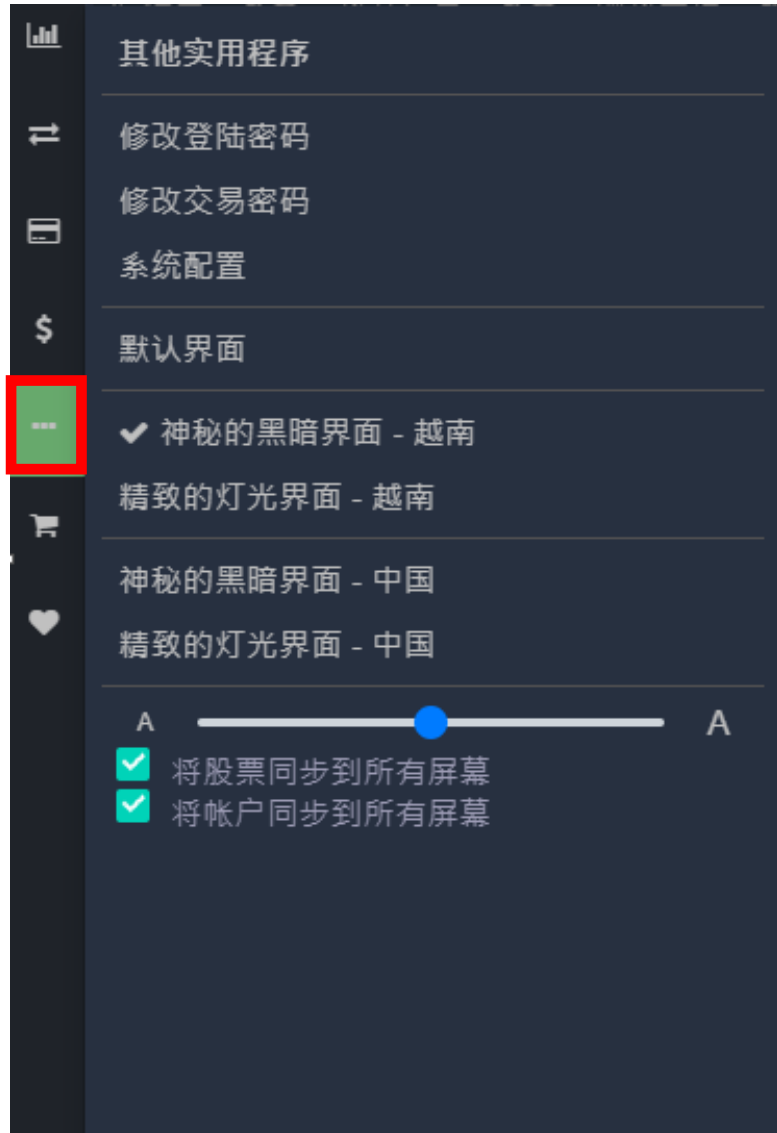 其他实用程序
修改登陆密码
修改交易密码
系统配置
默认界面
神秘的黑暗界面 - 越南
精致的灯光界面 - 越南
神秘的黑暗界面 - 中国
精致的灯光界面 - 中国
A A
将股票同步到所有屏幕
将帐户同步到所有屏幕